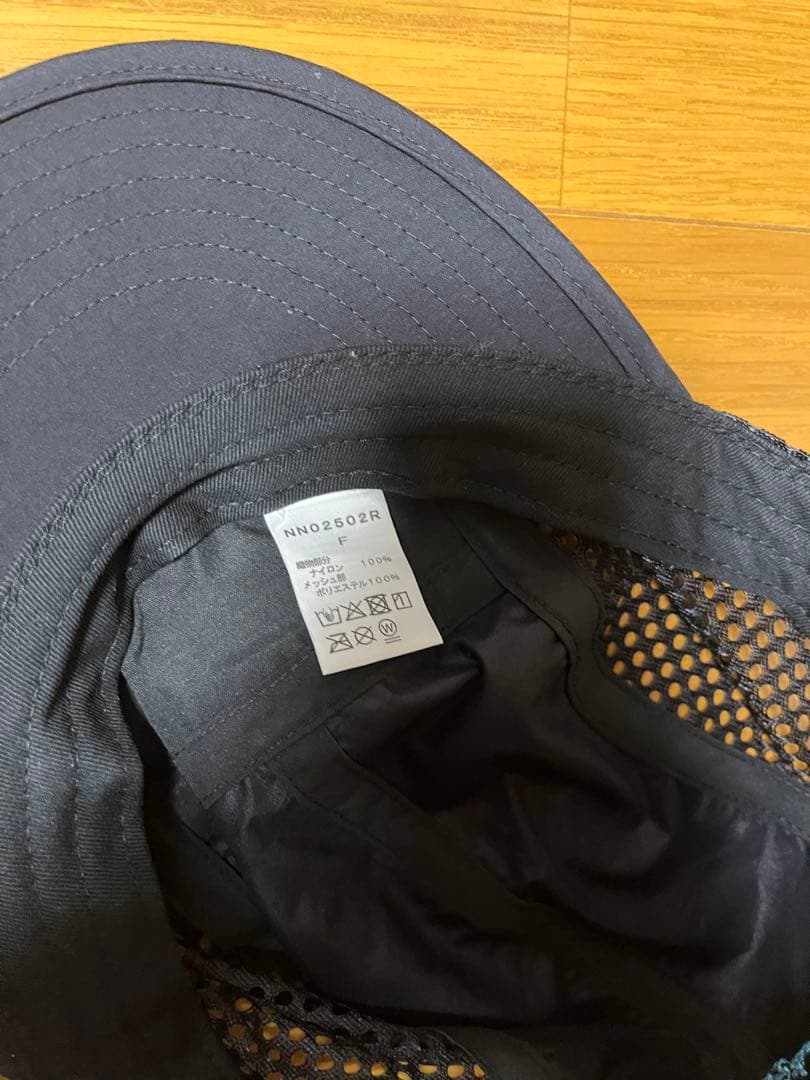 NN02502R
F
織物部分
ナイロン 100%
メッシュ部
ポリエステル100%
W